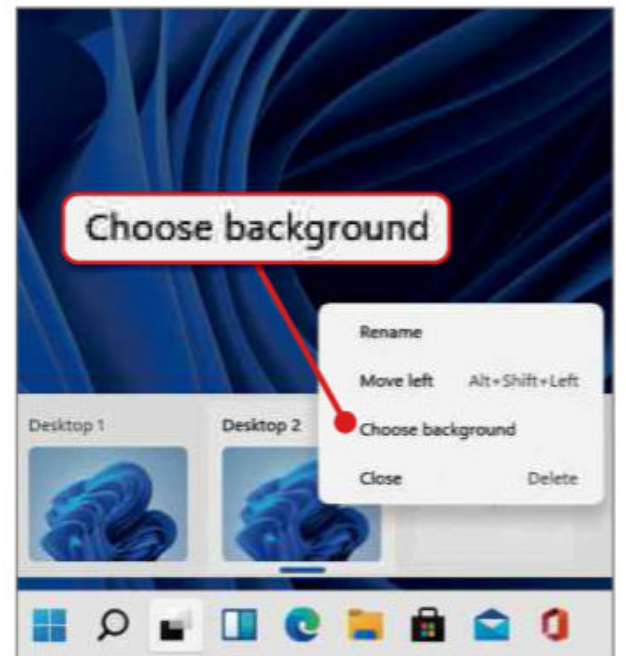 Choose background
Rename
Move left Alt+Shift+Left
Desktop 1 Desktop 2 Choose background
Close Delete